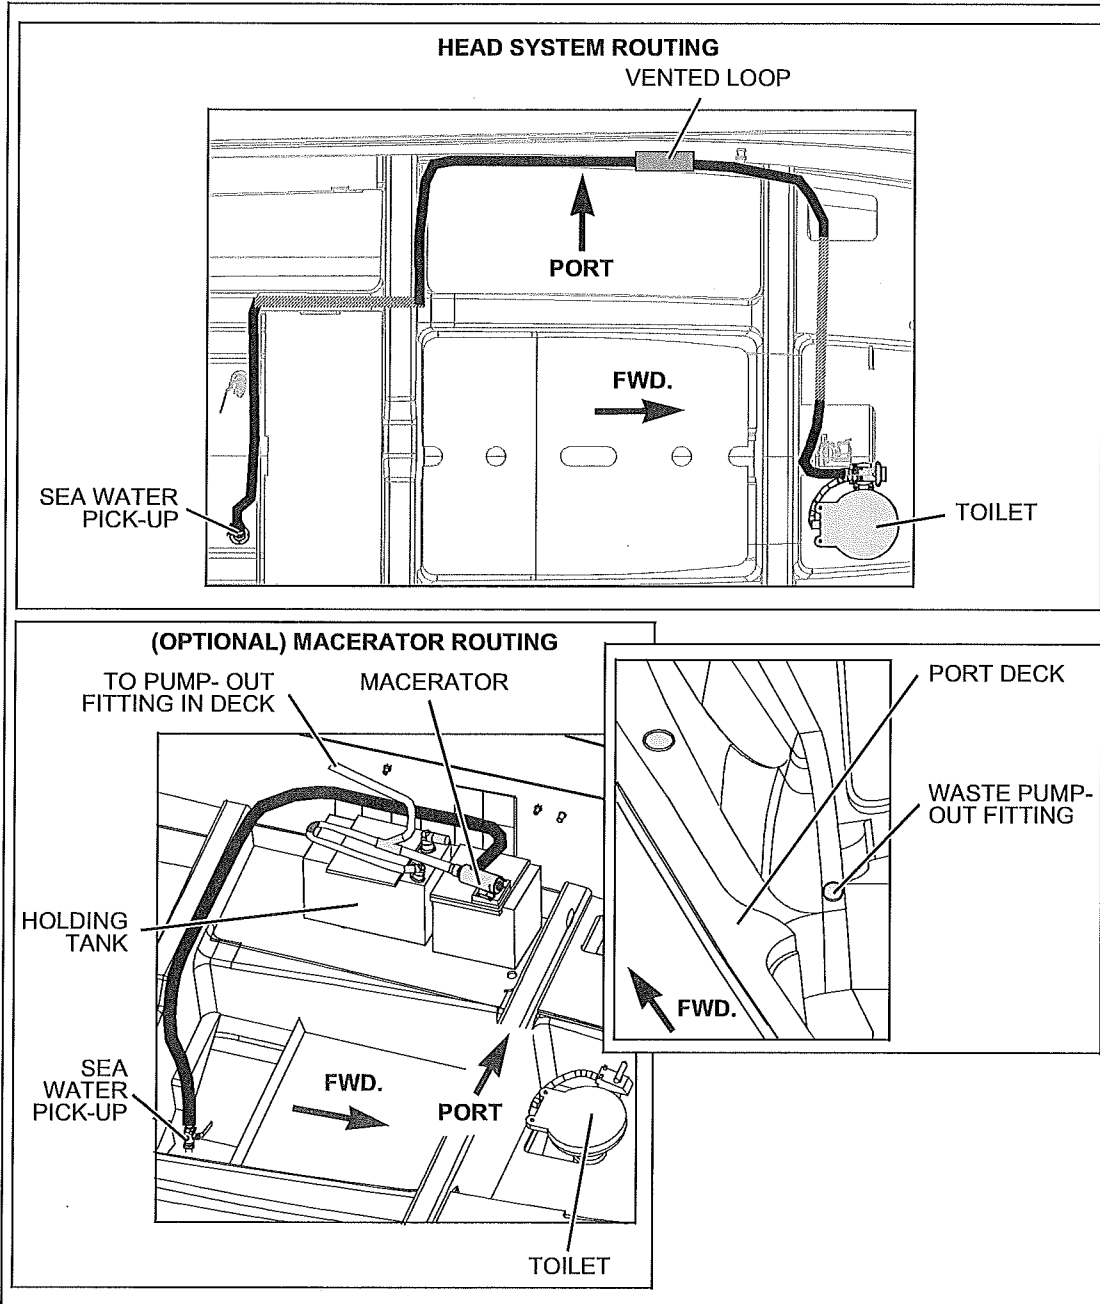 HEAD SYSTEM ROUTING
VENTED LOOP
PORT
FWD.
SEA WATER
PICK-UP
TOILET
(OPTIONAL) MACERATOR ROUTING
TO PUMP- OUT
FITTING IN DECK
MACERATOR
HOLDING
TANK
SEA
WATER
PICK-UP
FWD.
PORT
TOILET
PORT DECK
WASTE PUMP-
OUT FITTING
FWD.